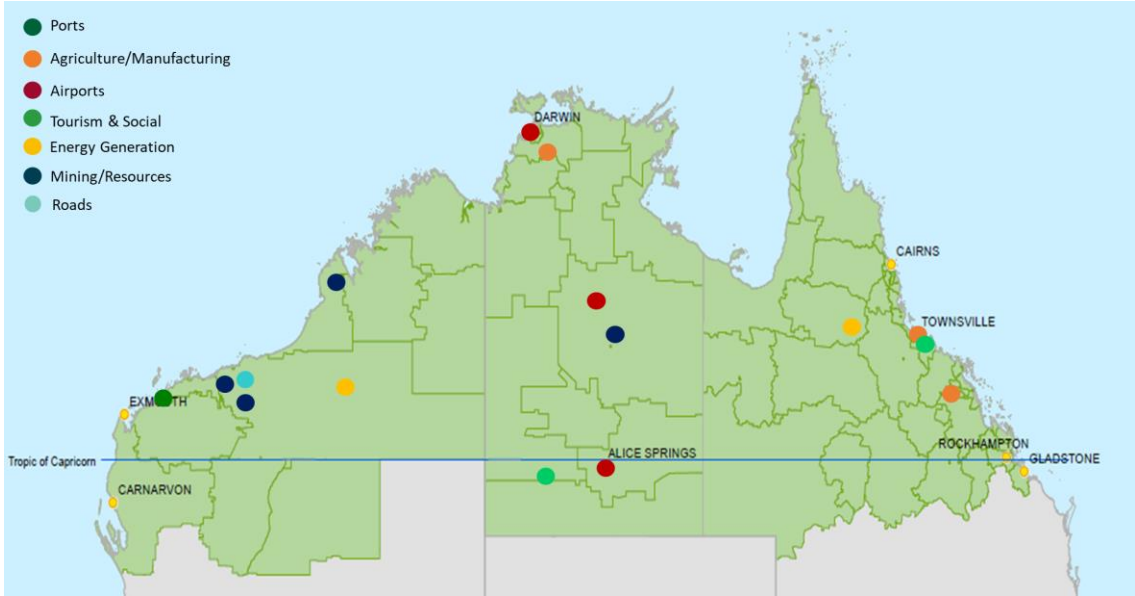 Ports
Agriculture/Manufacturing
Airports
Tourism & Social
Energy Generation
Mining/Resources
Roads
DARWIN
CAIRNS
TOWNSVILLE
EXMOUTH
ROCKHAMPTON
ALICE SPRINGS
GLADSTONE
Tropic of Capricorn
CARNARVON